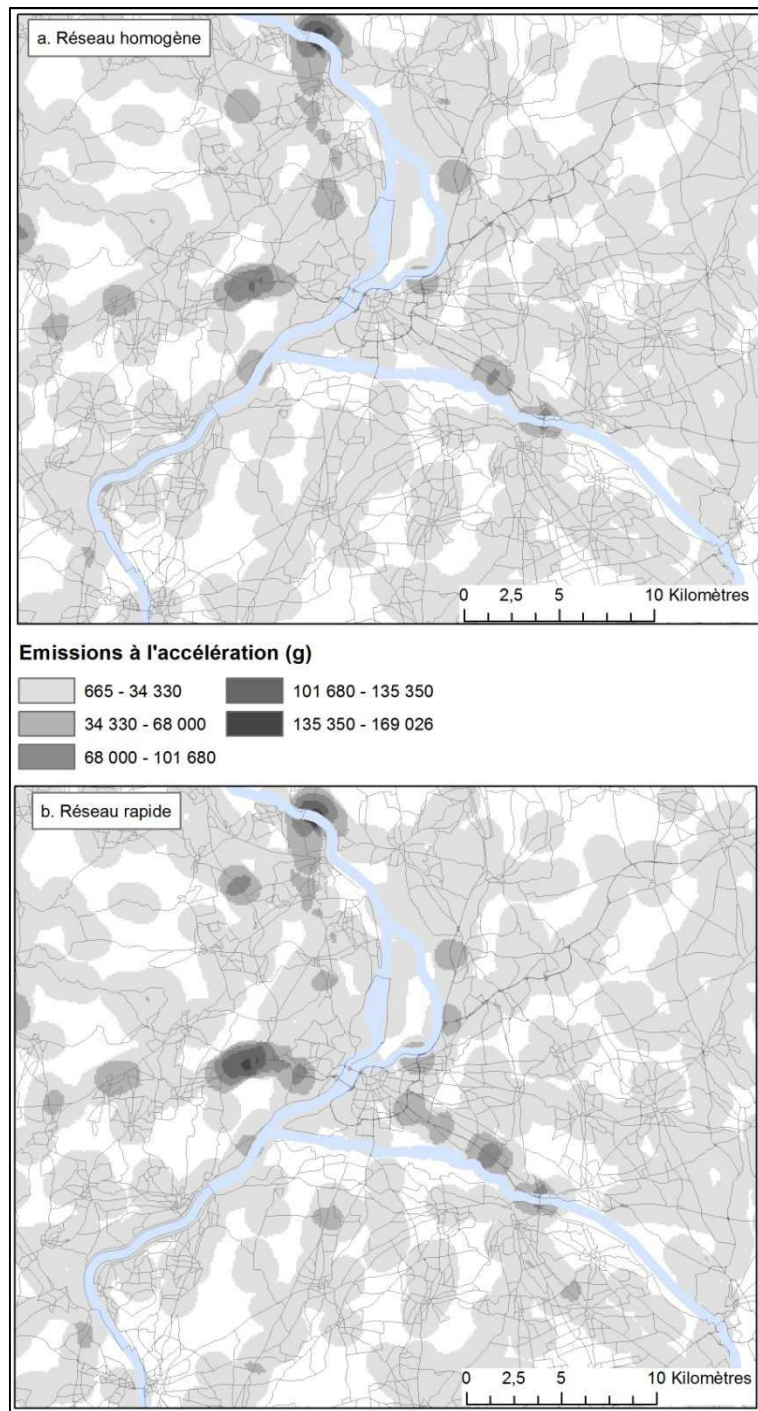 a. Réseau homogène
0 2,5 5 10 Kilomètres
Emissions à l'accélération (g)
665 - 34 330
101 680 - 135 350
34 330 - 68 000
135 350 - 169 026
68 000 - 101 680
b. Réseau rapide
0 2,5 5 10 Kilomètres